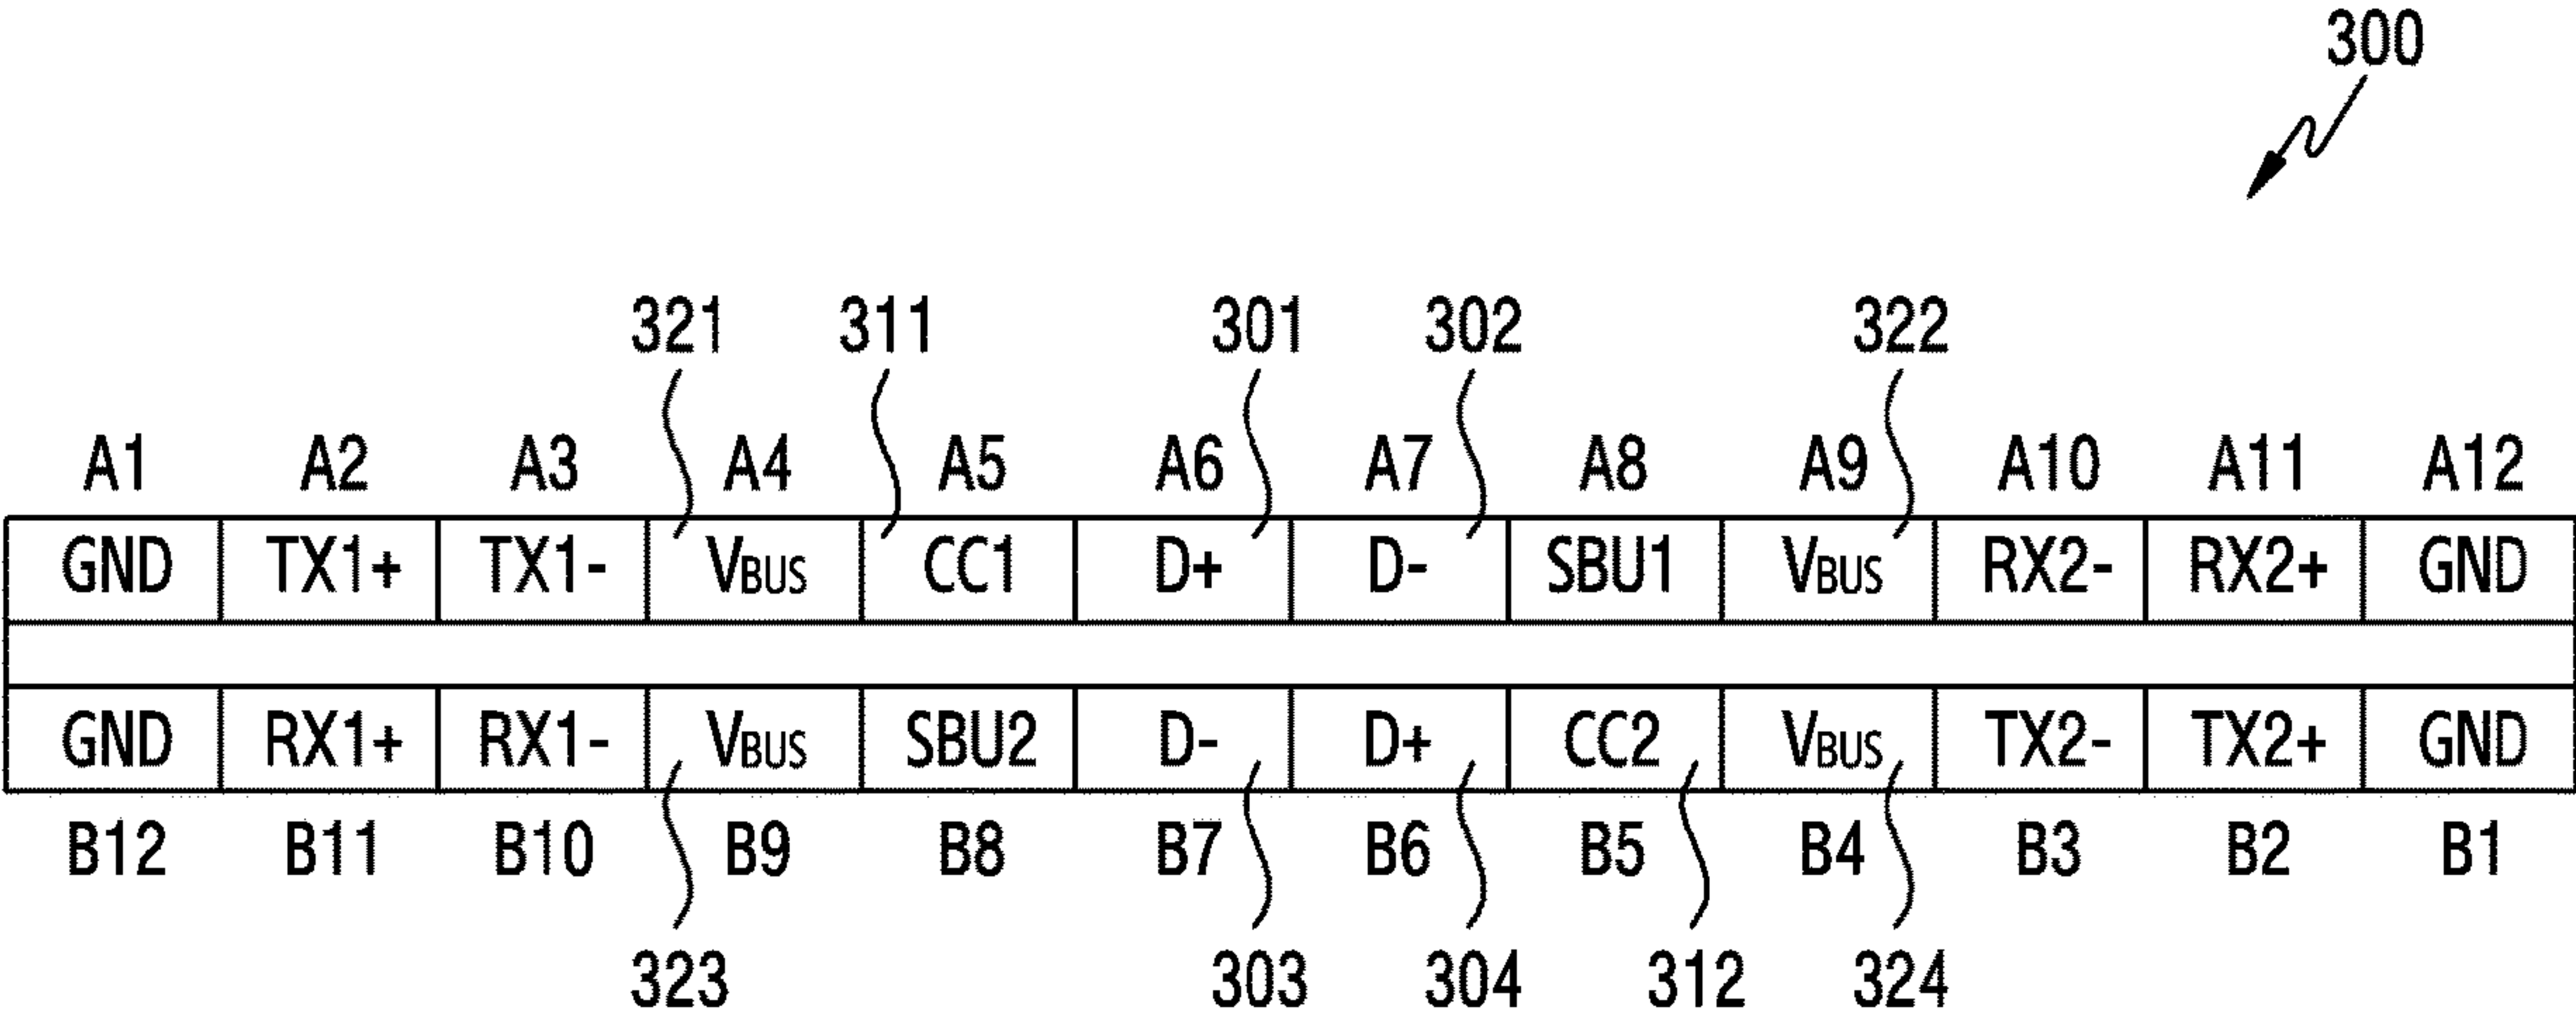 300
321 311 301 302 322
A1 A2 A3 A4 A5 A6 A7 A8 A9 A10 A11 A12
GND TX1+ TX1- VBUS CC1 D+ D- SBU1 VBUS RX2- RX2+ GND
GND RX1+ RX1- VBUS SBU2 D- D+ CC2 VBUS TX2- TX2+ GND
B12 B11 B10 B9 B8 B7 B6 B5 B4 B3 B2 B1
323 303 304 312 324